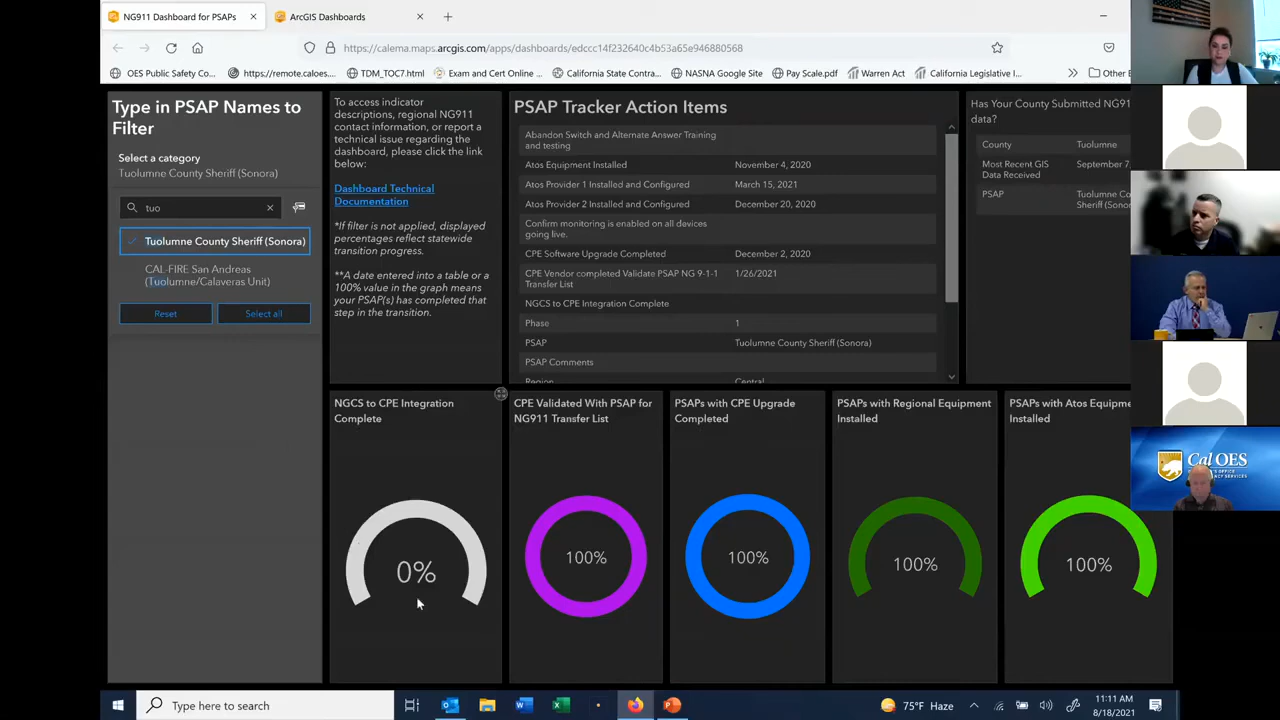 NG911 Dashboard for PSAPs
ArcGIS Dashboards
https://calema.maps.arcgis.com/apps/dashboards/edccc14f232640c4b53a65e946880568
OES Public Safety Co...
https://remote.caloes...
TDM_TOC7.html
Exam and Cert Online ...
California State Contra...
NASNA Google Site
Pay Scale.pdf
Warren Act
California Legislative I...
Other
Type in PSAP Names to
Filter
Select a category
Tuolumne County Sheriff (Sonora)
tuo
Tuolumne County Sheriff (Sonora)
CAL-FIRE San Andreas
(Tuolumne/Calaveras Unit)
Reset
Select all
To access indicator
descriptions, regional NG911
contact information, or report a
technical issue regarding the
dashboard, please click the link
below:
Dashboard Technical
Documentation
*If filter is not applied, displayed
percentages reflect statewide
transition progress.
**A date entered into a table or a
100% value in the graph means
your PSAP(s) has completed that
step in the transition.
PSAP Tracker Action Items
Abandon Switch and Alternate Answer Training
and testing
Atos Equipment Installed November 4, 2020
Atos Provider 1 Installed and Configured March 15, 2021
Atos Provider 2 Installed and Configured December 20, 2020
Confirm monitoring is enabled on all devices
going live.
CPE Software Upgrade Completed December 2, 2020
CPE Vendor completed Validate PSAP NG 9-1-1 1/26/2021
Transfer List
NGCS to CPE Integration Complete
Phase 1
PSAP Tuolumne County Sheriff (Sonora)
PSAP Comments
Region Central
Has Your County Submitted NG91
data?
County Tuolumne
Most Recent GIS September 7,
Data Received
PSAP Tuolumne Co
Sheriff (Sonor
NGCS to CPE Integration
Complete
0%
CPE Validated With PSAP for
NG911 Transfer List
100%
PSAPs with CPE Upgrade
Completed
100%
PSAPs with Regional Equipment
Installed
100%
PSAPs with Atos Equipme
Installed
100%
Cal OES
Type here to search
75°F Haze
11:11 AM
8/18/2021